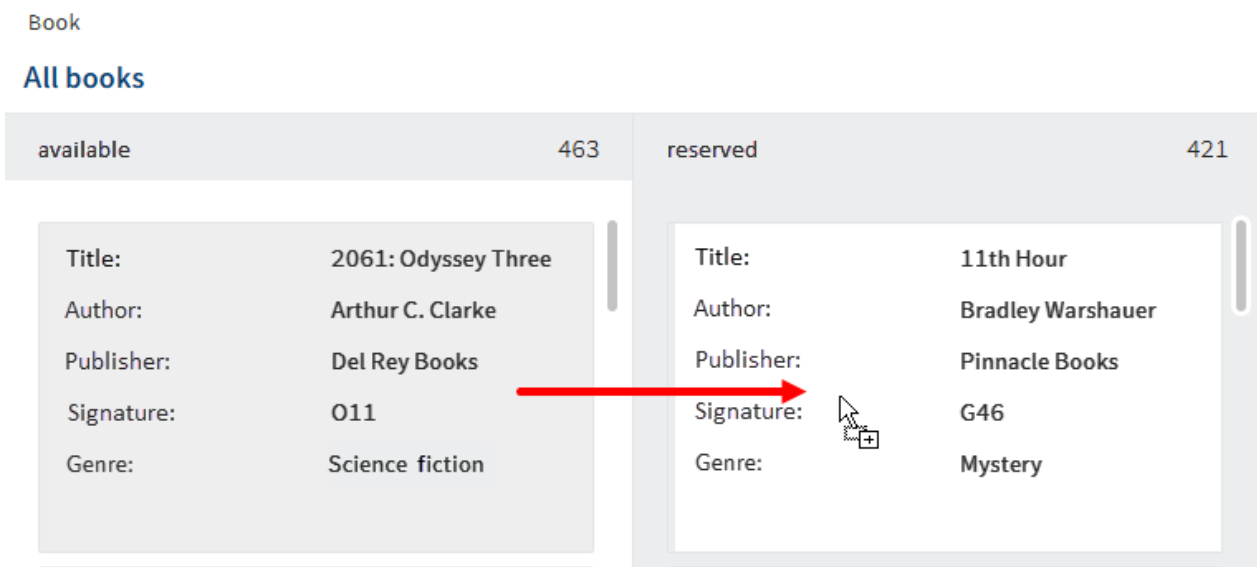 Book
All books
available 463
reserved 421
Title: 2061: Odyssey Three
Author: Arthur C. Clarke
Publisher: Del Rey Books
Signature: O11
Genre: Science fiction
Title: 11th Hour
Author: Bradley Warshauer
Publisher: Pinnacle Books
Signature: G46
Genre: Mystery